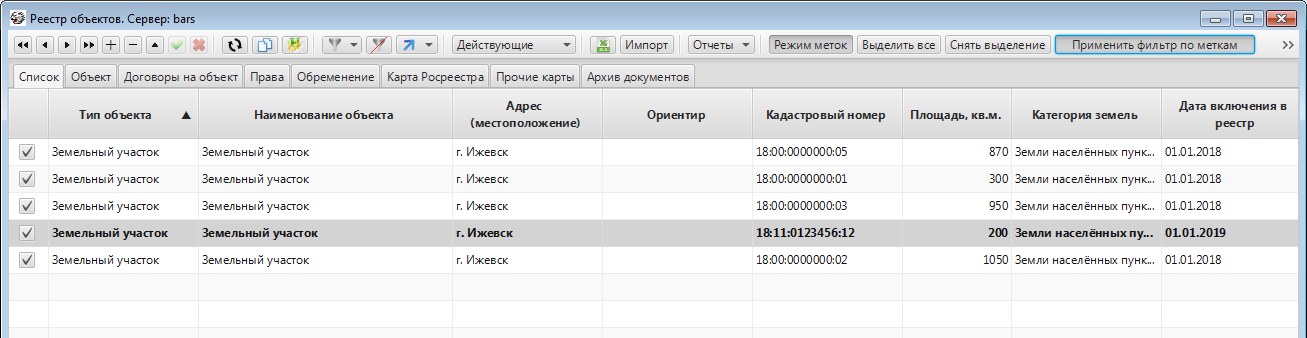 Реестр объектов. Сервер: bars
Действующие Импорт Отчеты Режим меток Выделить все Снять выделение Применить фильтр по меткам
Список Объект Договоры на объект Права Обременение Карта Росреестра Прочие карты Архив документов
Тип объекта Наименование объекта Адрес (местоположение) Ориентир Кадастровый номер Площадь, кв.м. Категория земель Дата включения в реестр
Земельный участок Земельный участок г. Ижевск 18:00:0000000:05 870 Земли населённых пунк... 01.01.2018
Земельный участок Земельный участок г. Ижевск 18:00:0000000:01 300 Земли населённых пунк... 01.01.2018
Земельный участок Земельный участок г. Ижевск 18:00:0000000:03 950 Земли населённых пунк... 01.01.2018
Земельный участок Земельный участок г. Ижевск 18:11:0123456:12 200 Земли населённых пу... 01.01.2019
Земельный участок Земельный участок г. Ижевск 18:00:0000000:02 1050 Земли населённых пунк... 01.01.2018